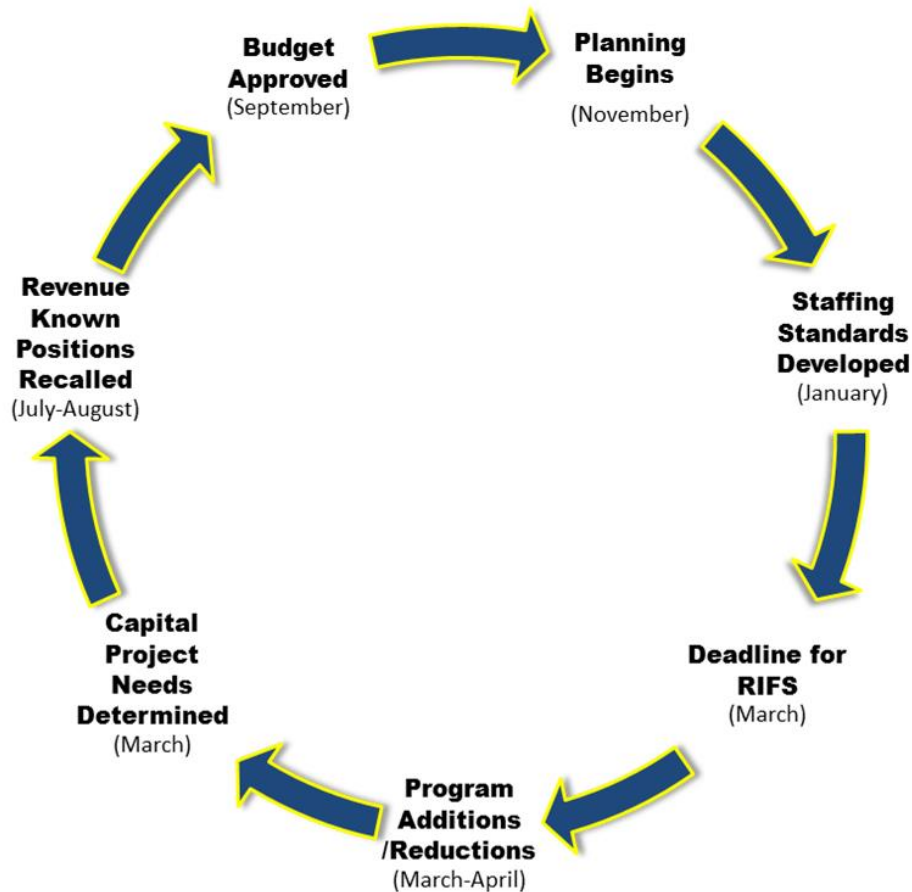 Budget
Approved
(September)
Planning
Begins
(November)
Staffing
Standards
Developed
(January)
Deadline for
RIFS
(March)
Program
Additions
/Reductions
(March-April)
Capital
Project
Needs
Determined
(March)
Revenue
Known
Positions
Recalled
(July-August)